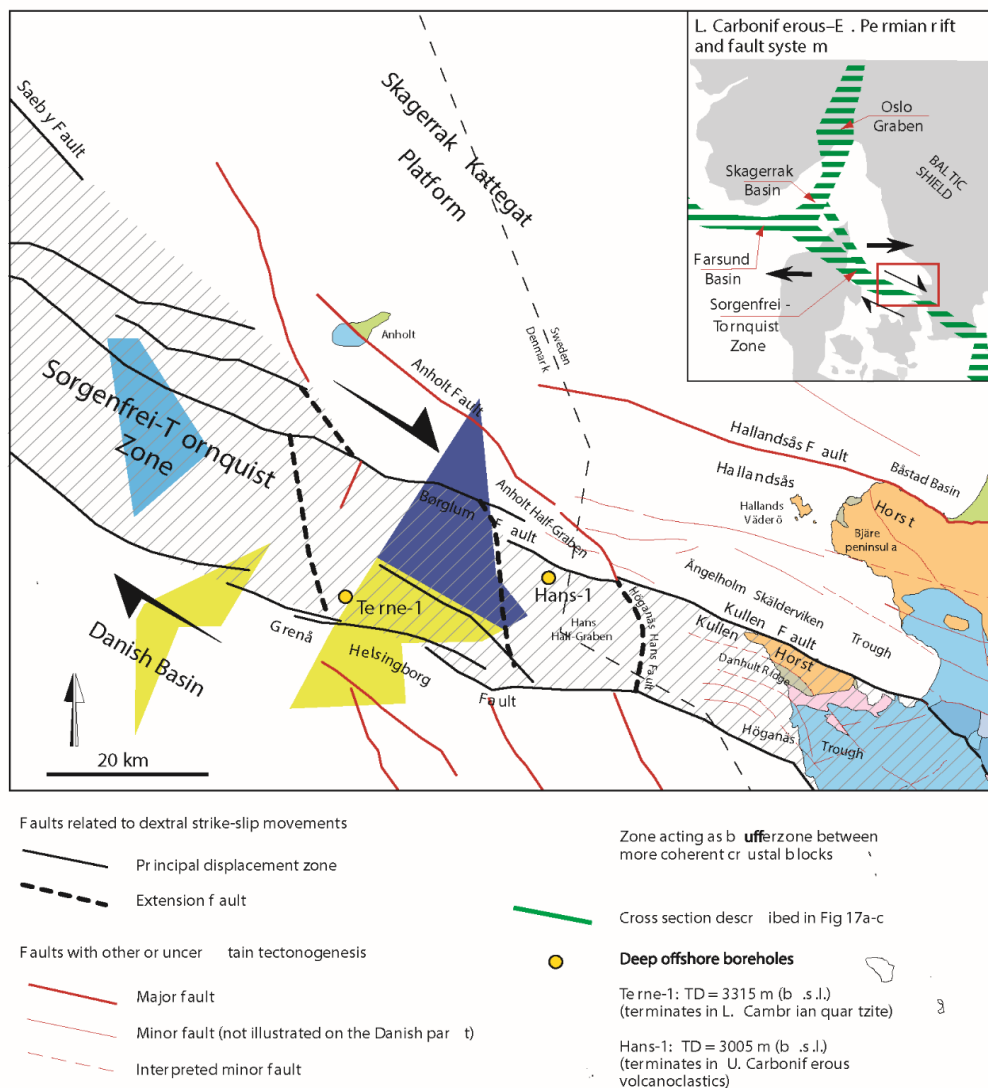 L. Carbonif erous–E . Pe rmian r ift
and fault syste m
Oslo
Graben
Skagerrak
Basin
BALTIC
SHIELD
Farsund
Basin
Sorgenfrei -
Tornquist
Zone
Saeb y Fault
Skagerrak Kattegat
Platform
Anholt
Sweden
Denmark
Anholt Fault
Hallandsås F ault
Båstad Basin
Hallandsås
Horst
Hallands
Väderö
Bjäre
peninsul a
Sorgenfrei-T ornquist
Zone
Børglum F ault
Anholt Half-Graben
Ängelholm Skälderviken
Trough
Te rne-1
Hans-1
Hans
Half-Graben
Höganäs Hans Fault
Kullen F ault
Kullen
Horst
Danhult Ridge
Danish Basin
Grenå
Helsingborg
Fault
Höganäs
Trough
20 km
Faults related to dextral strike-slip movements
Principal displacement zone
Extension f ault
Faults with other or uncer tain tectonogenesis
Major fault
Minor fault (not illustrated on the Danish par t)
Interpreted minor fault
Zone acting as b ufferzone between
more coherent cr ustal b locks
Cross section descr ibed in Fig 17a-c
Deep offshore boreholes
Te rne-1: TD = 3315 m (b .s.l.)
(terminates in L. Cambr ian quar tzite)
Hans-1: TD = 3005 m (b .s.l.)
(terminates in U. Carbonif erous
volcanoclastics)